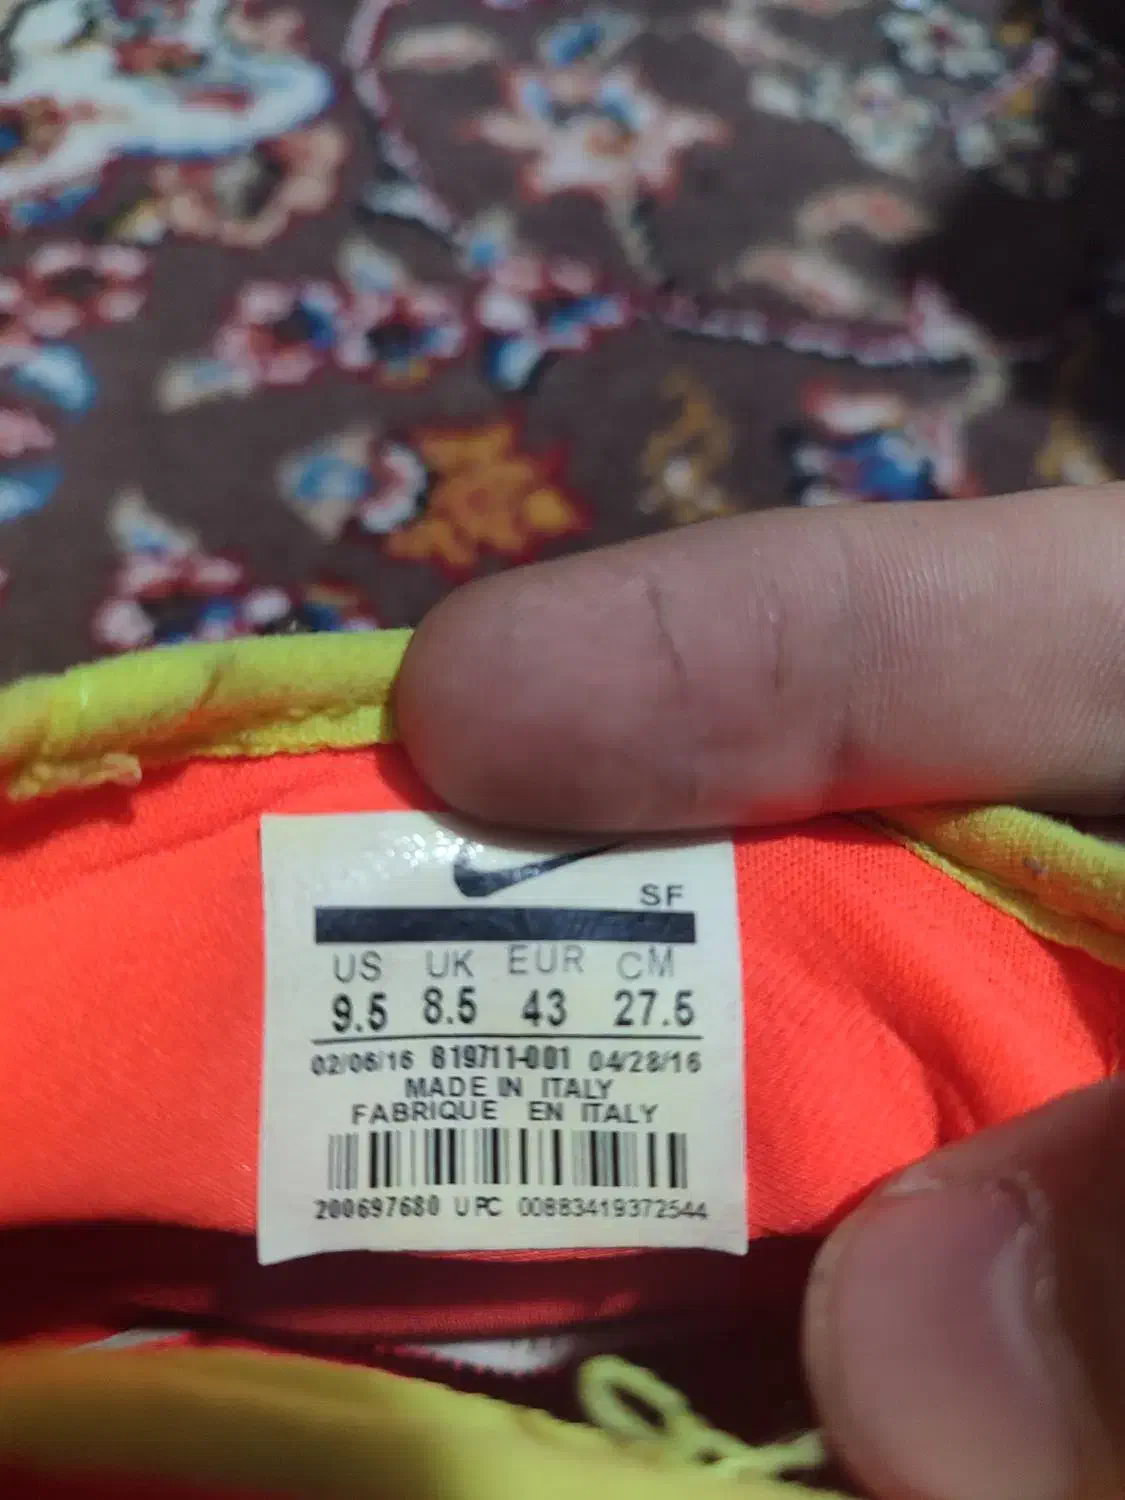 SF
US UK EUR CM
9.5 8.5 43 27.5
02/06/16 819711-001 04/28/16
MADE IN ITALY
FABRIQUE EN ITALY
200697680 UPC 00883419372544